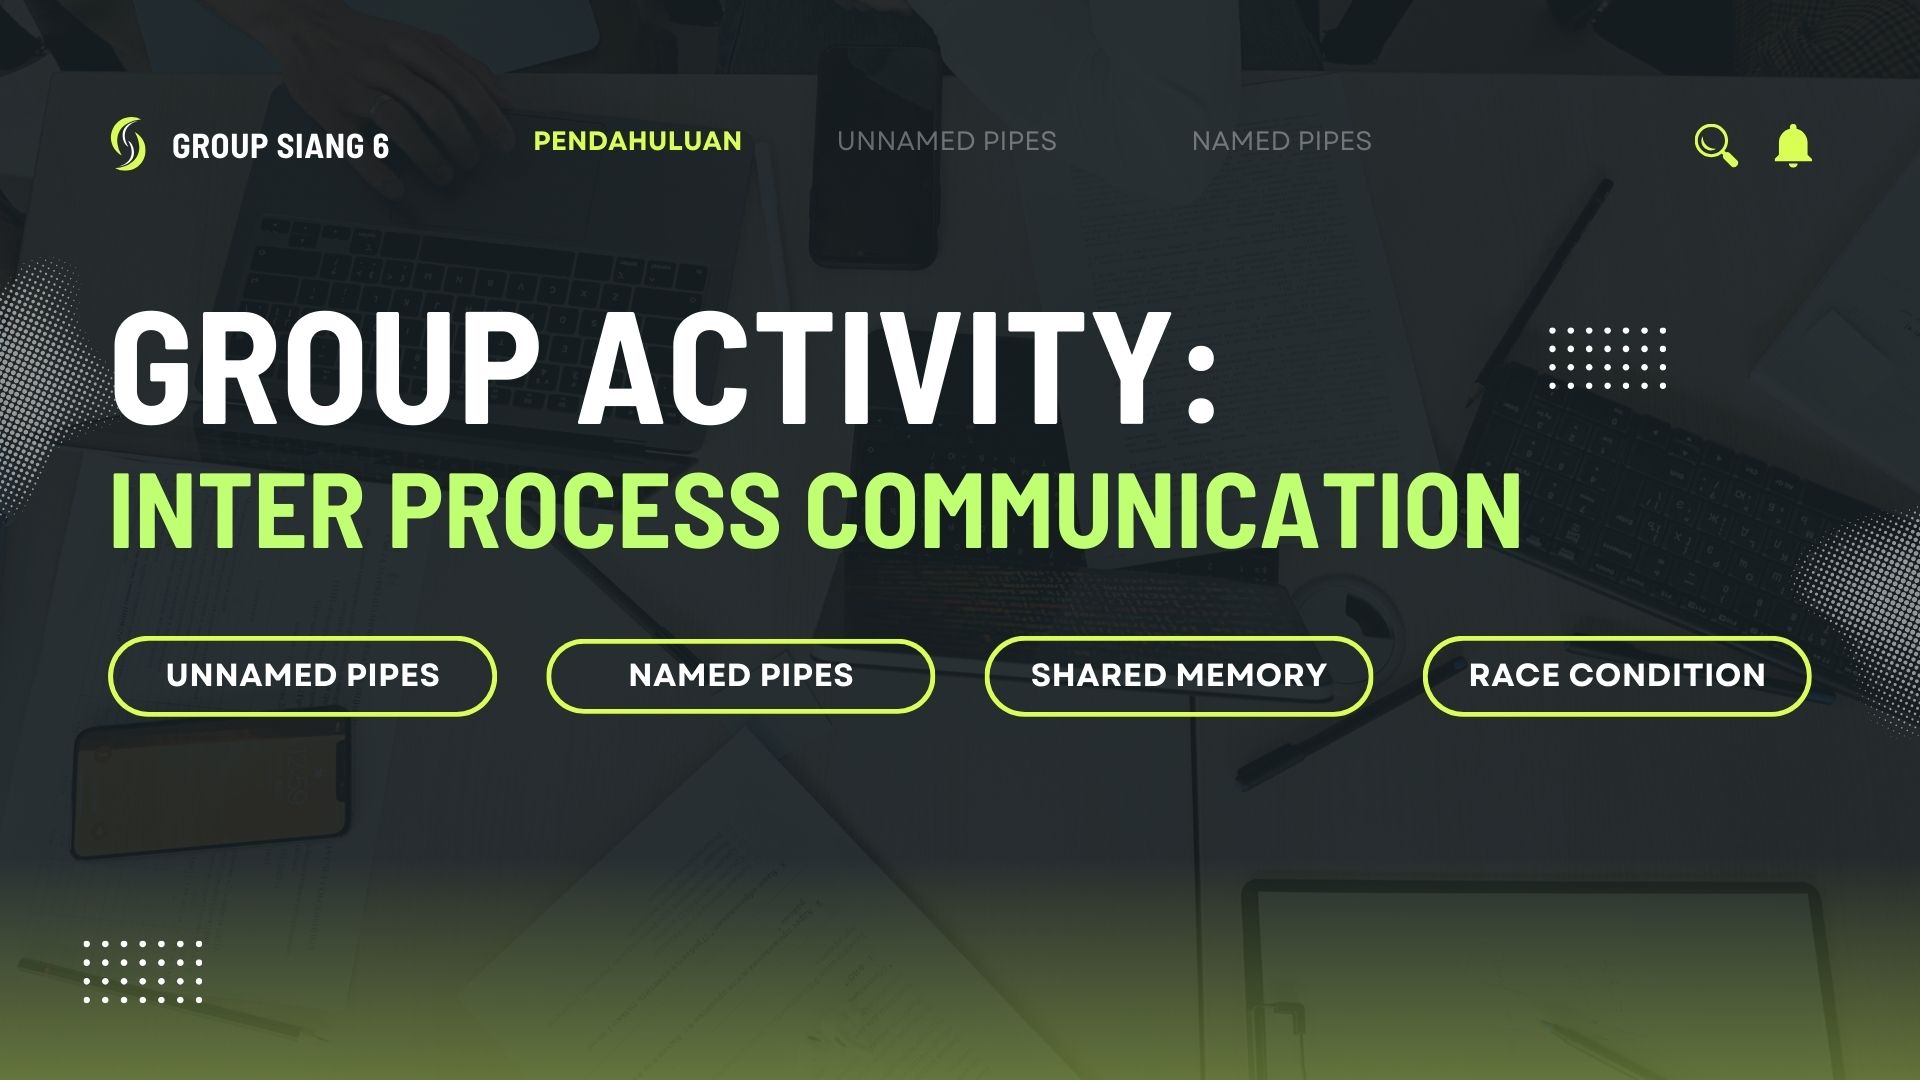 GROUP SIANG 6
PENDAHULUAN
UNNAMED PIPES
NAMED PIPES
GROUP ACTIVITY:
INTER PROCESS COMMUNICATION
UNNAMED PIPES
NAMED PIPES
SHARED MEMORY
RACE CONDITION